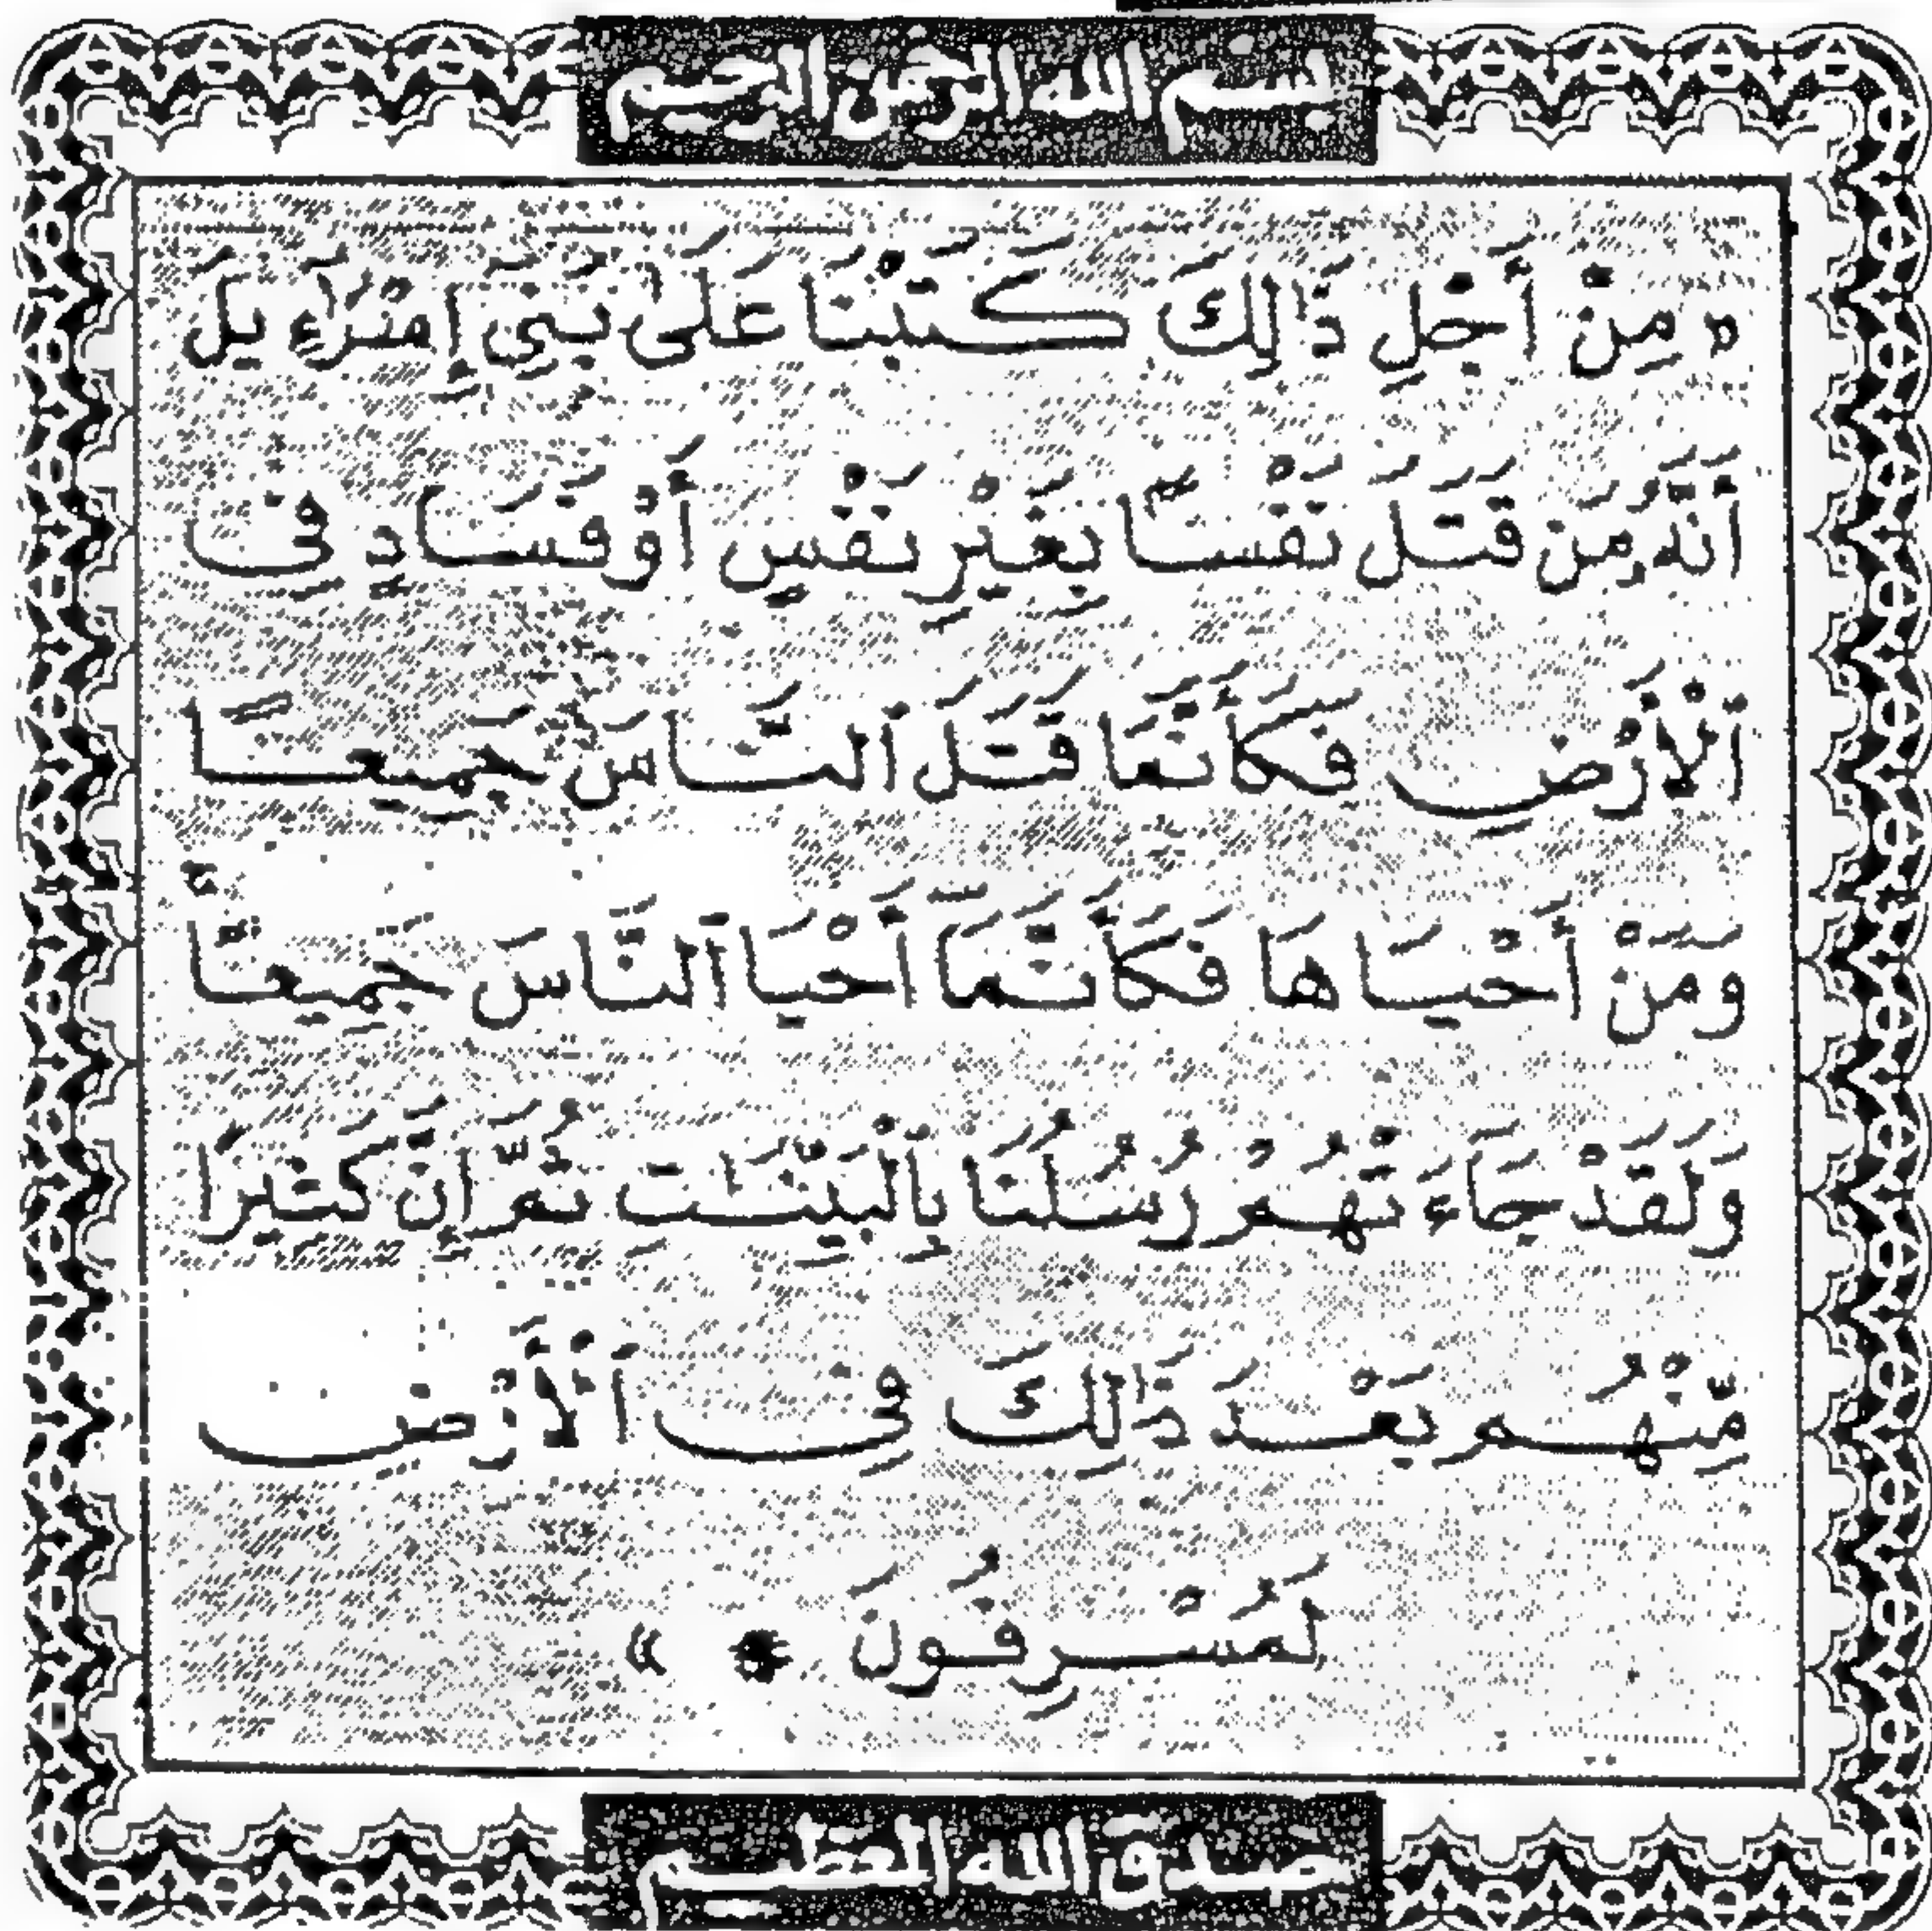 بسم الله الرحمن الرحيم
« مِنْ أَجْلِ ذَٰلِكَ كَتَبْنَا عَلَىٰ بَنِي إِسْرَٰٓءِيلَ
أَنَّهُۥ مَن قَتَلَ نَفْسًۢا بِغَيْرِ نَفْسٍ أَوْ فَسَادٍ فِى
ٱلْأَرْضِ فَكَأَنَّمَا قَتَلَ ٱلنَّاسَ جَمِيعًا
وَمَنْ أَحْيَاهَا فَكَأَنَّمَآ أَحْيَا ٱلنَّاسَ جَمِيعًا ۚ
وَلَقَدْ جَآءَتْهُمْ رُسُلُنَا بِٱلْبَيِّنَٰتِ ثُمَّ إِنَّ كَثِيرًا
مِّنْهُم بَعْدَ ذَٰلِكَ فِى ٱلْأَرْضِ
لَمُسْرِفُونَ »
صدق الله العظيم